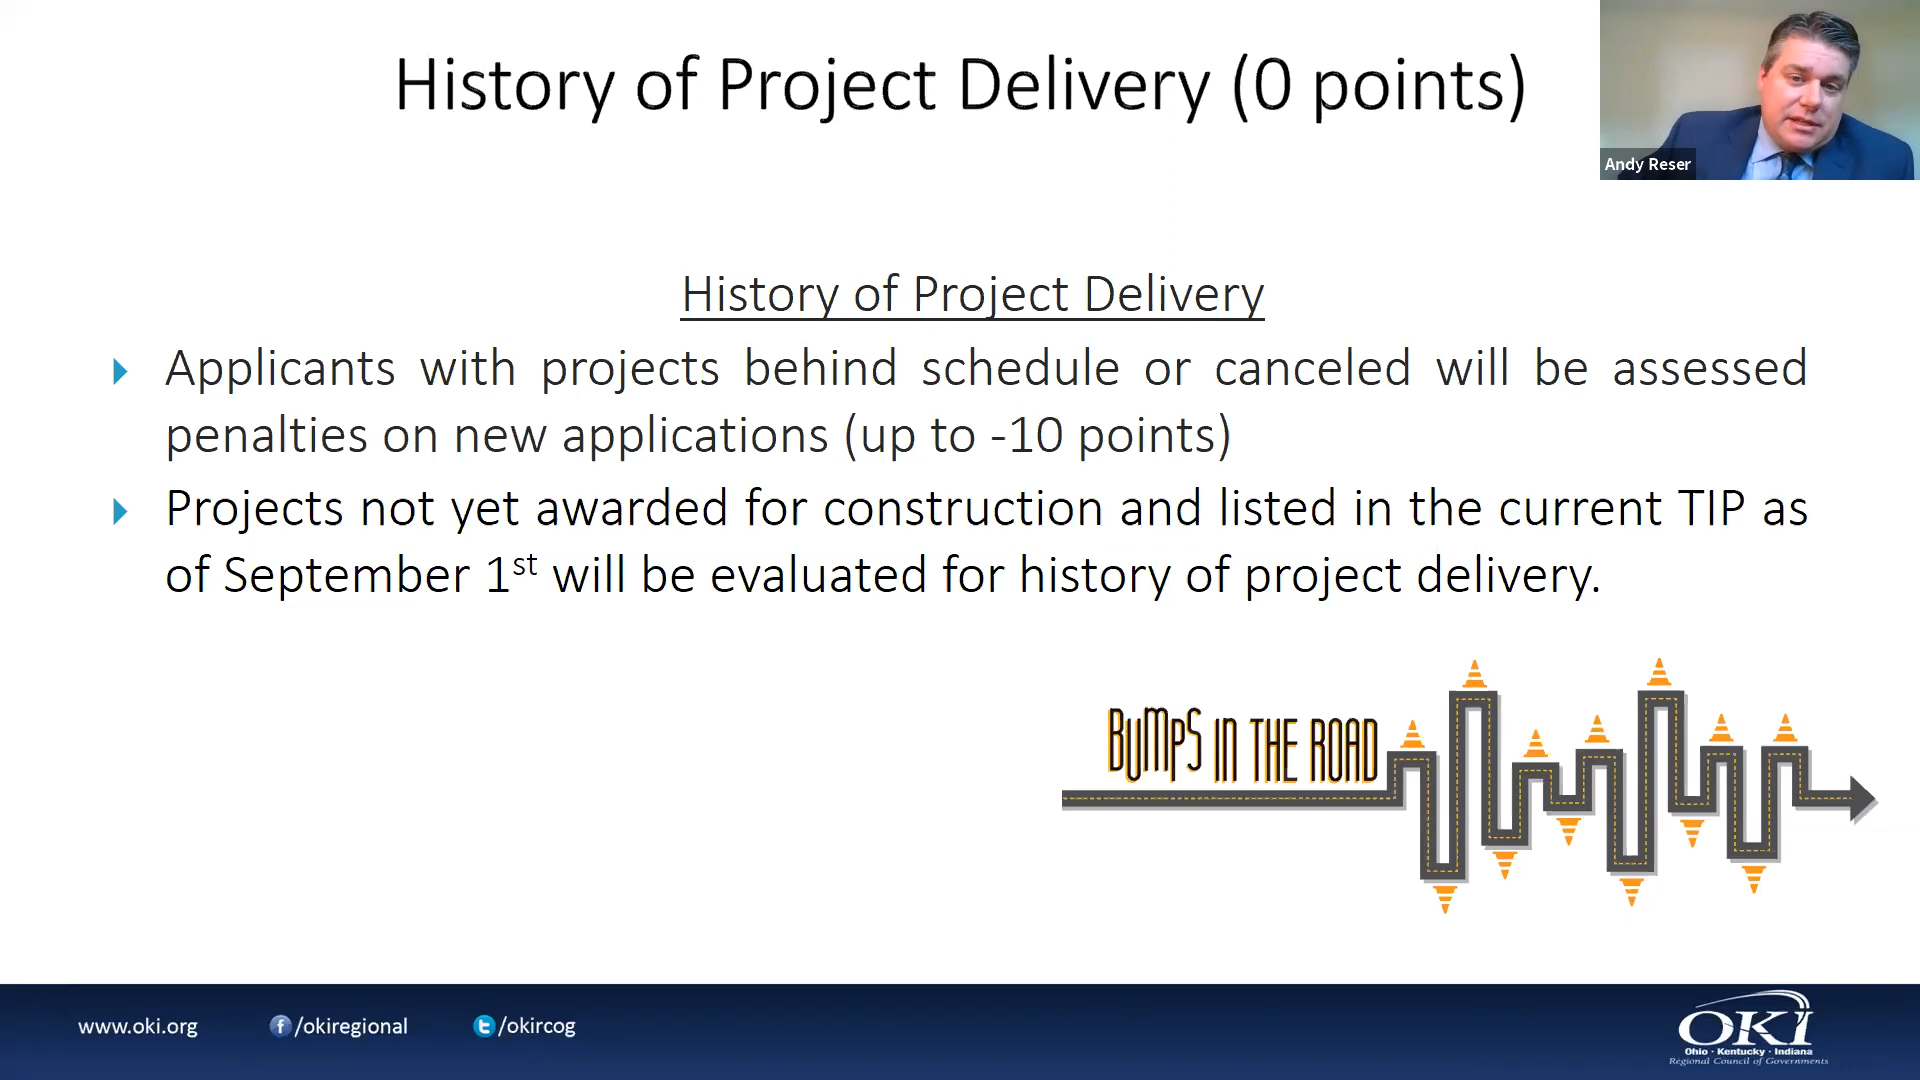 History of Project Delivery (0 points)
Andy Reser
History of Project Delivery
Applicants with projects behind schedule or canceled will be assessed
penalties on new applications (up to -10 points)
Projects not yet awarded for construction and listed in the current TIP as
of September 1st will be evaluated for history of project delivery.
BUMPS IN THE ROAD
www.oki.org
f /okiregional
t /okircog
OKI
Ohio · Kentucky · Indiana
Regional Council of Governments